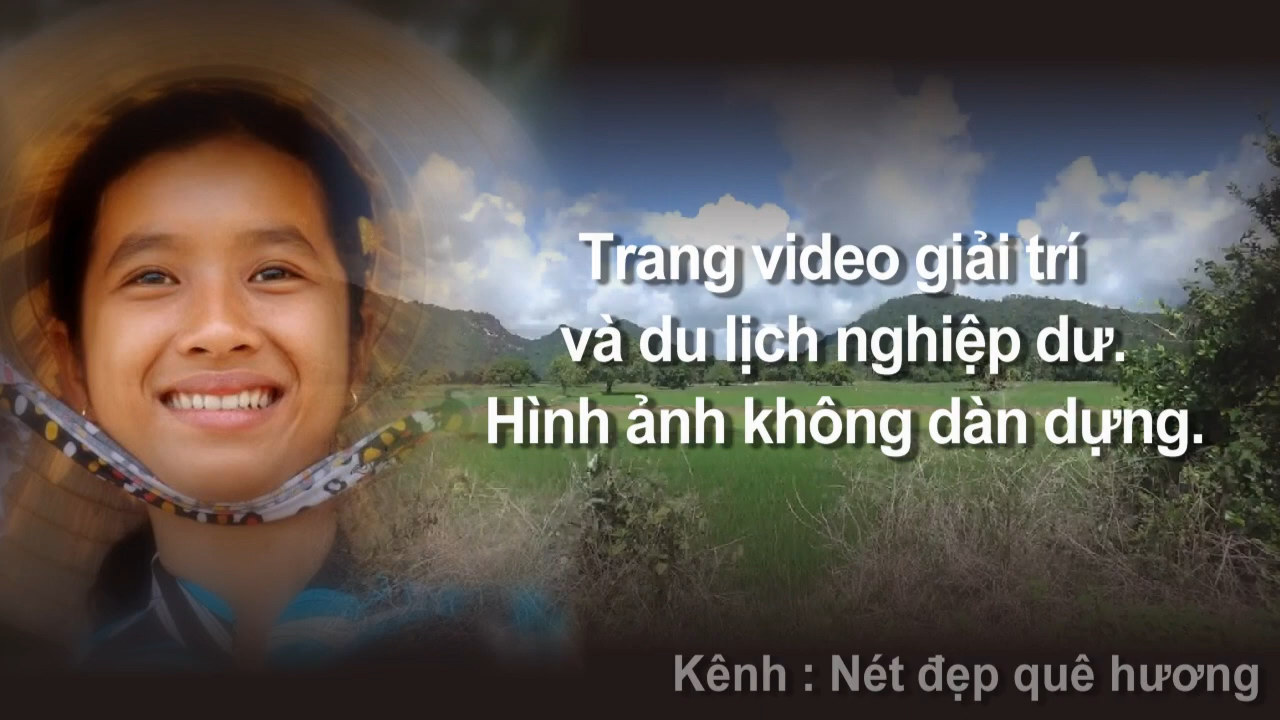 Trang video giải trí
và du lịch nghiệp dư.
Hình ảnh không dàn dựng.
Kênh : Nét đẹp quê hương